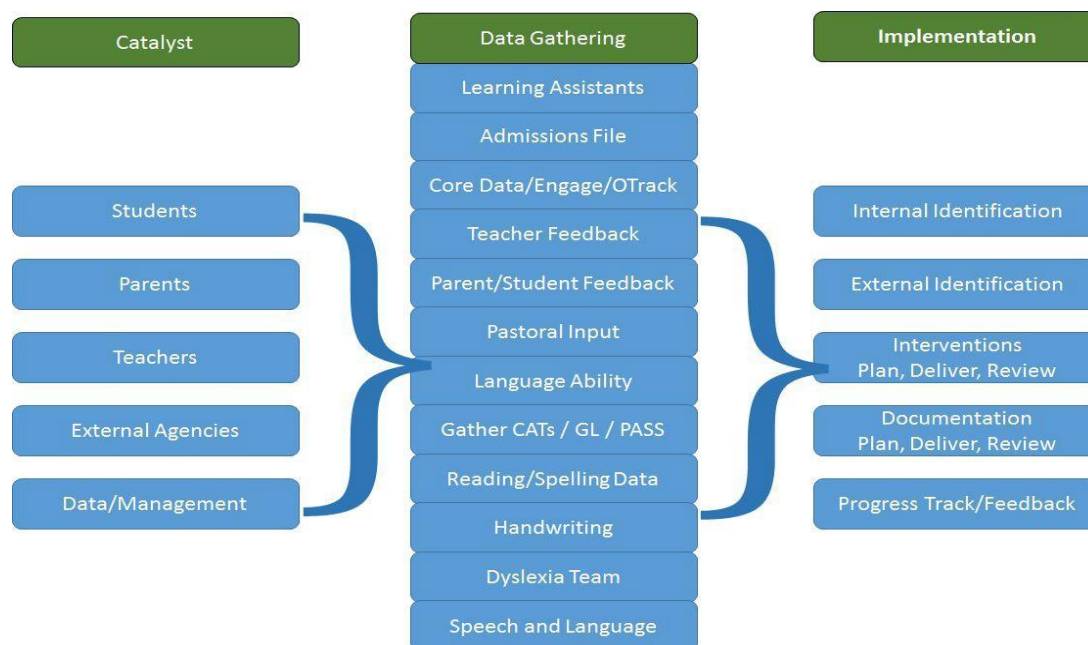 Catalyst
Students
Parents
Teachers
External Agencies
Data/Management
Data Gathering
Learning Assistants
Admissions File
Core Data/Engage/OTrack
Teacher Feedback
Parent/Student Feedback
Pastoral Input
Language Ability
Gather CATs / GL / PASS
Reading/Spelling Data
Handwriting
Dyslexia Team
Speech and Language
Implementation
Internal Identification
External Identification
Interventions
Plan, Deliver, Review
Documentation
Plan, Deliver, Review
Progress Track/Feedback